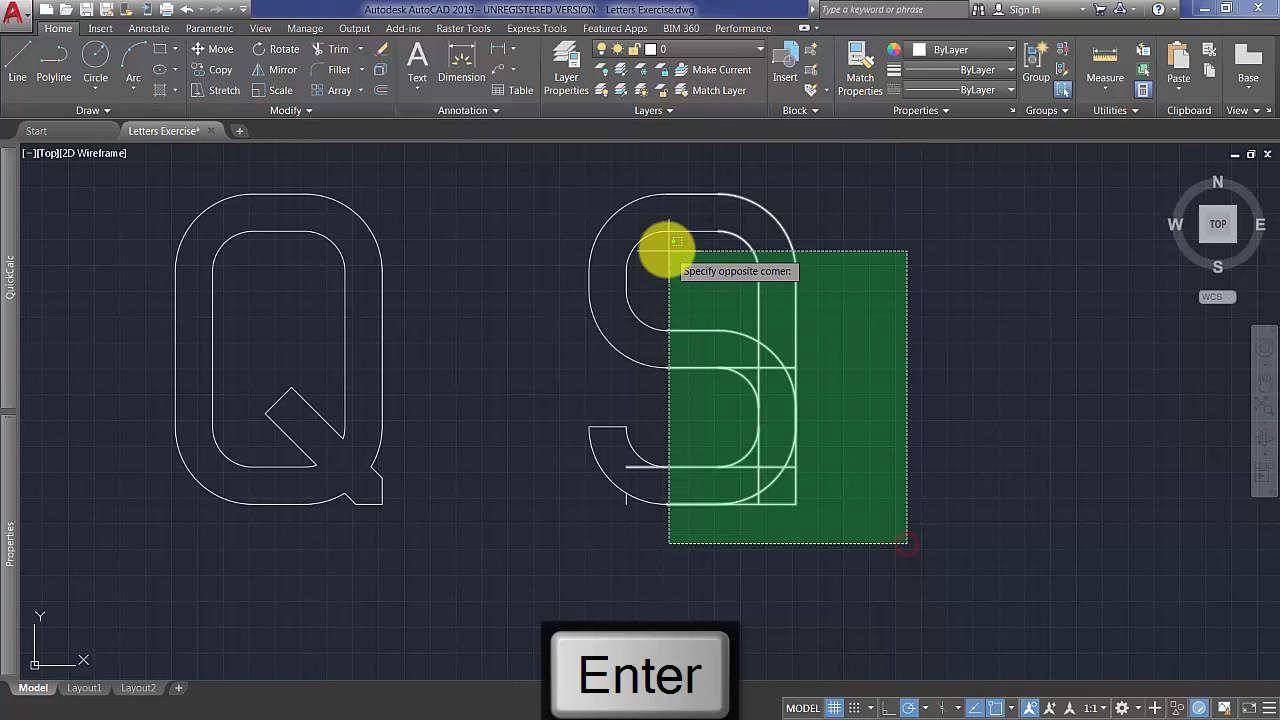 A Autodesk AutoCAD 2019 - UNREGISTERED VERSION Letters Exercise.dwg Type a keyword or phrase Sign In ?
Home Insert Annotate Parametric View Manage Output Add-ins Raster Tools Express Tools Featured Apps BIM 360 Performance
Line Polyline Circle Arc Move Rotate Trim Text Dimension Layer Properties 0 Insert Match Properties ByLayer Group Measure Paste Base
Copy Mirror Fillet Make Current ByLayer
Stretch Scale Array Table Match Layer ByLayer
Draw Modify Annotation Layers Block Properties Groups Utilities Clipboard View
Start Letters Exercise* +
[−][Top][2D Wireframe]
N
W TOP E
S
WCS
QuickCalc
Properties
Q S
Specify opposite corner:
Y
X
Enter
Model Layout1 Layout2 +
MODEL 1:1